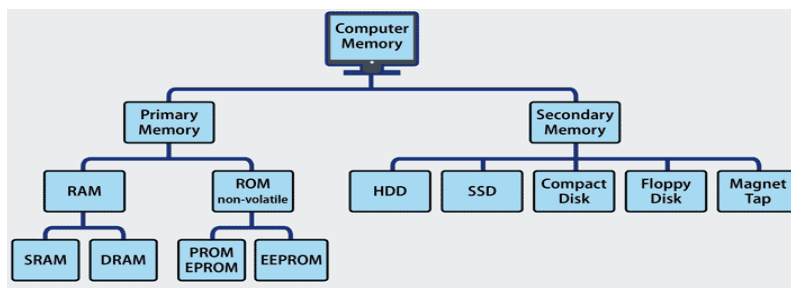 Computer
Memory
Primary
Memory
Secondary
Memory
RAM
ROM
non-volatile
HDD
SSD
Compact
Disk
Floppy
Disk
Magnet
Tap
SRAM
DRAM
PROM
EPROM
EEPROM